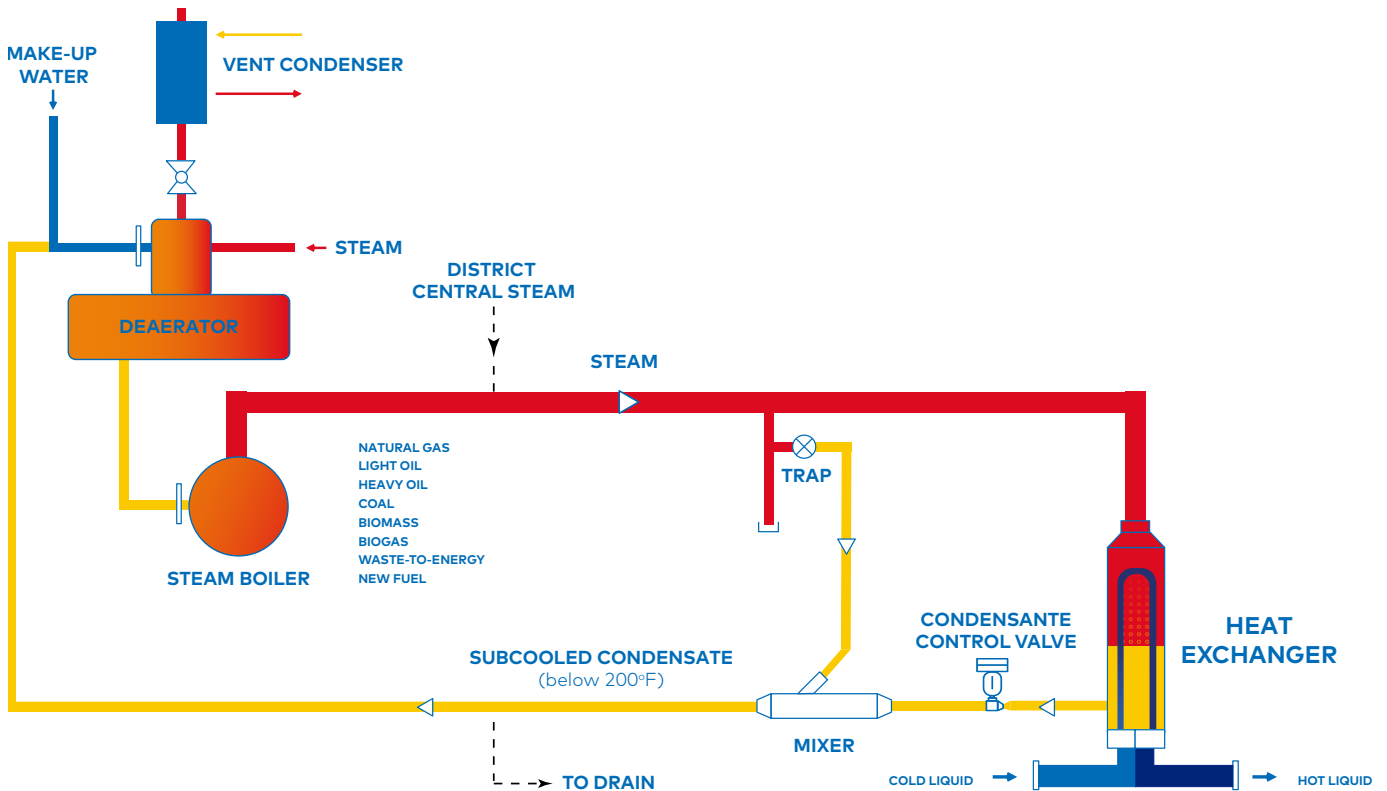 MAKE-UP
WATER
VENT CONDENSER
STEAM
DEAERATOR
DISTRICT
CENTRAL STEAM
STEAM
NATURAL GAS
LIGHT OIL
HEAVY OIL
COAL
BIOMASS
BIOGAS
WASTE-TO-ENERGY
NEW FUEL
TRAP
STEAM BOILER
CONDENSANTE
CONTROL VALVE
HEAT
EXCHANGER
SUBCOOLED CONDENSATE
(below 200ºF)
MIXER
TO DRAIN
COLD LIQUID
HOT LIQUID